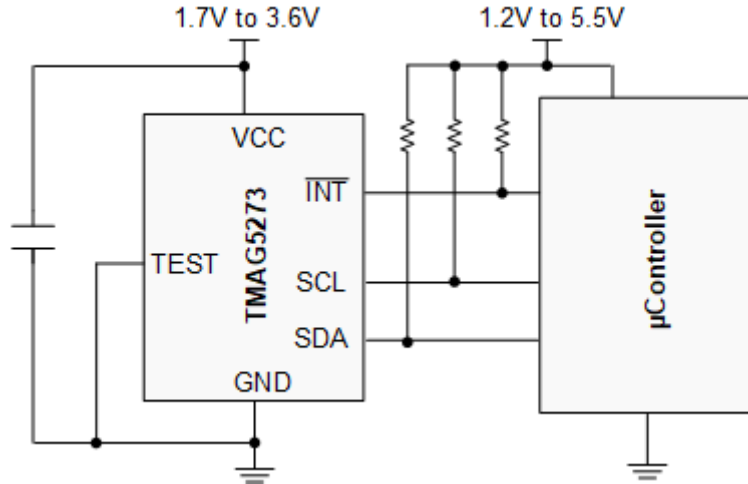 1.7V to 3.6V
1.2V to 5.5V
VCC
INT
TEST
TMAG5273
SCL
SDA
GND
µController